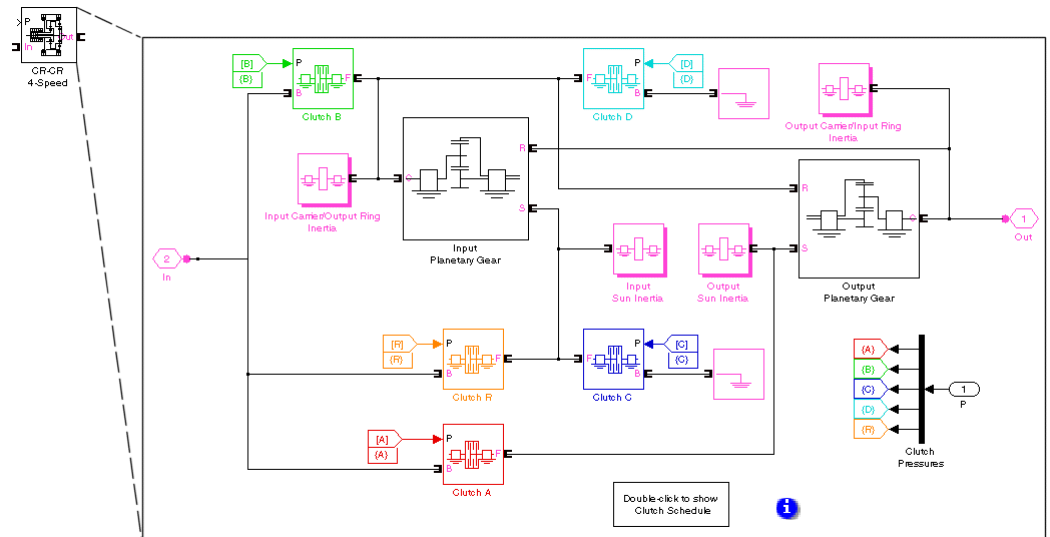 P
In
Out
CR-CR
4-Speed
[B]
{B}
P
F
B
Clutch B
P
F
B
[D]
{D}
Clutch D
Output Carrier/Input Ring
Inertia
R
C
S
Input
Planetary Gear
Input Carrier/Output Ring
Inertia
R
C
S
Output
Planetary Gear
2
In
1
Out
Input
Sun Inertia
Output
Sun Inertia
[R]
{R}
P
F
B
Clutch R
P
F
B
[C]
{C}
Clutch C
[A]
{A}
P
F
B
Clutch A
{A}
{B}
{C}
{D}
{R}
1
P
Clutch
Pressures
Double-click to show
Clutch Schedule
i